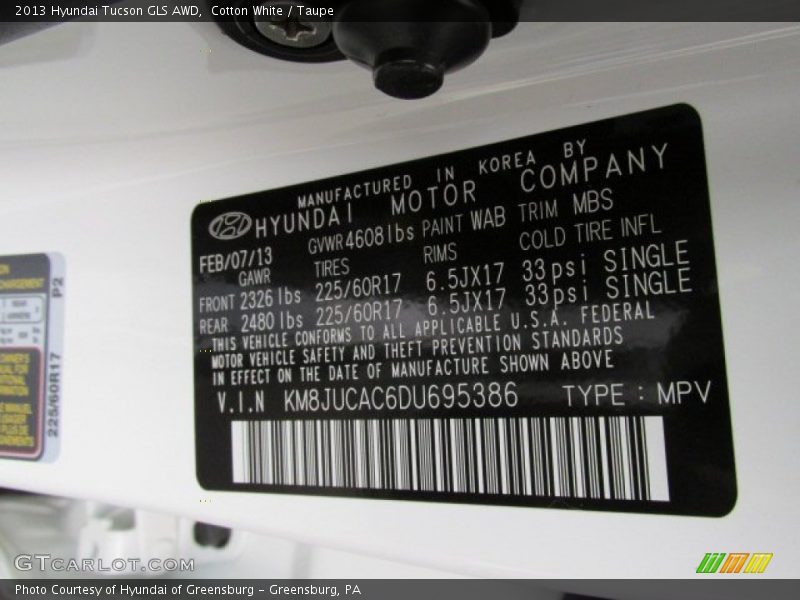 2013 Hyundai Tucson GLS AWD, Cotton White / Taupe
MANUFACTURED IN KOREA BY
HYUNDAI MOTOR COMPANY
FEB/07/13 GVWR 4608 lbs PAINT WAB TRIM MBS
GAWR TIRES RIMS COLD TIRE INFL
FRONT 2326 lbs 225/60R17 6.5JX17 33psi SINGLE
REAR 2480 lbs 225/60R17 6.5JX17 33psi SINGLE
THIS VEHICLE CONFORMS TO ALL APPLICABLE U.S.A. FEDERAL
MOTOR VEHICLE SAFETY AND THEFT PREVENTION STANDARDS
IN EFFECT ON THE DATE OF MANUFACTURE SHOWN ABOVE
V.I.N KM8JUCAC6DU695386 TYPE : MPV
P2
225/60R17
GTCARLOT.COM
Photo Courtesy of Hyundai of Greensburg - Greensburg, PA